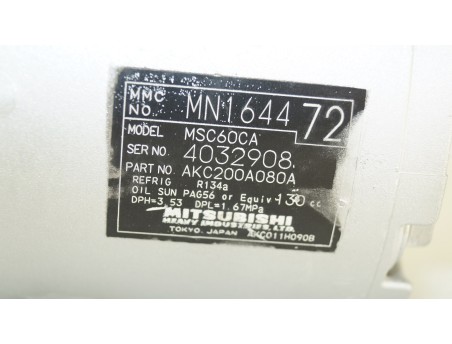 MMC NO. MN164472
MODEL MSC60CA
SER NO. 4032908
PART NO. AKC200A080A
REFRIG R134a
OIL SUN PAG56 or Equiv 130 cc
DPH=3.53 DPL=1.67MPa
MITSUBISHI
HEAVY INDUSTRIES, LTD.
TOKYO, JAPAN AKC011H090B